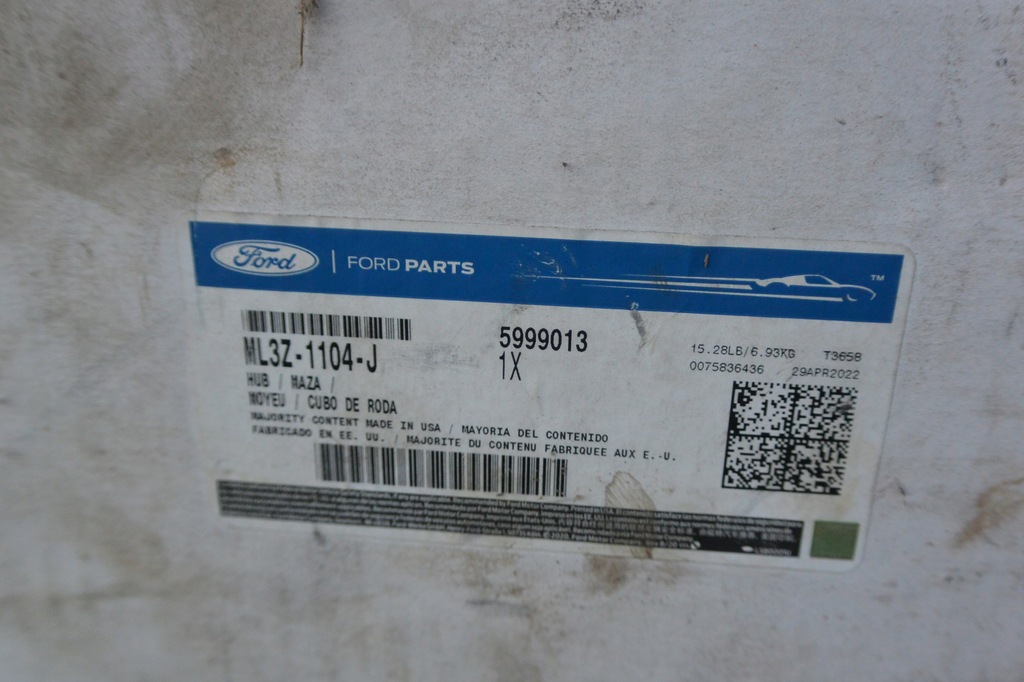 Ford | FORD PARTS
™
ML3Z-1104-J
5999013
1X
15.28LB/6.93KG T3658
0075836436 29APR2022
HUB / MAZA /
MOYEU / CUBO DE RODA
MAJORITY CONTENT MADE IN USA / MAYORIA DEL CONTENIDO
FABRICADO EN EE. UU. / MAJORITE DU CONTENU FABRIQUEE AUX E.-U.